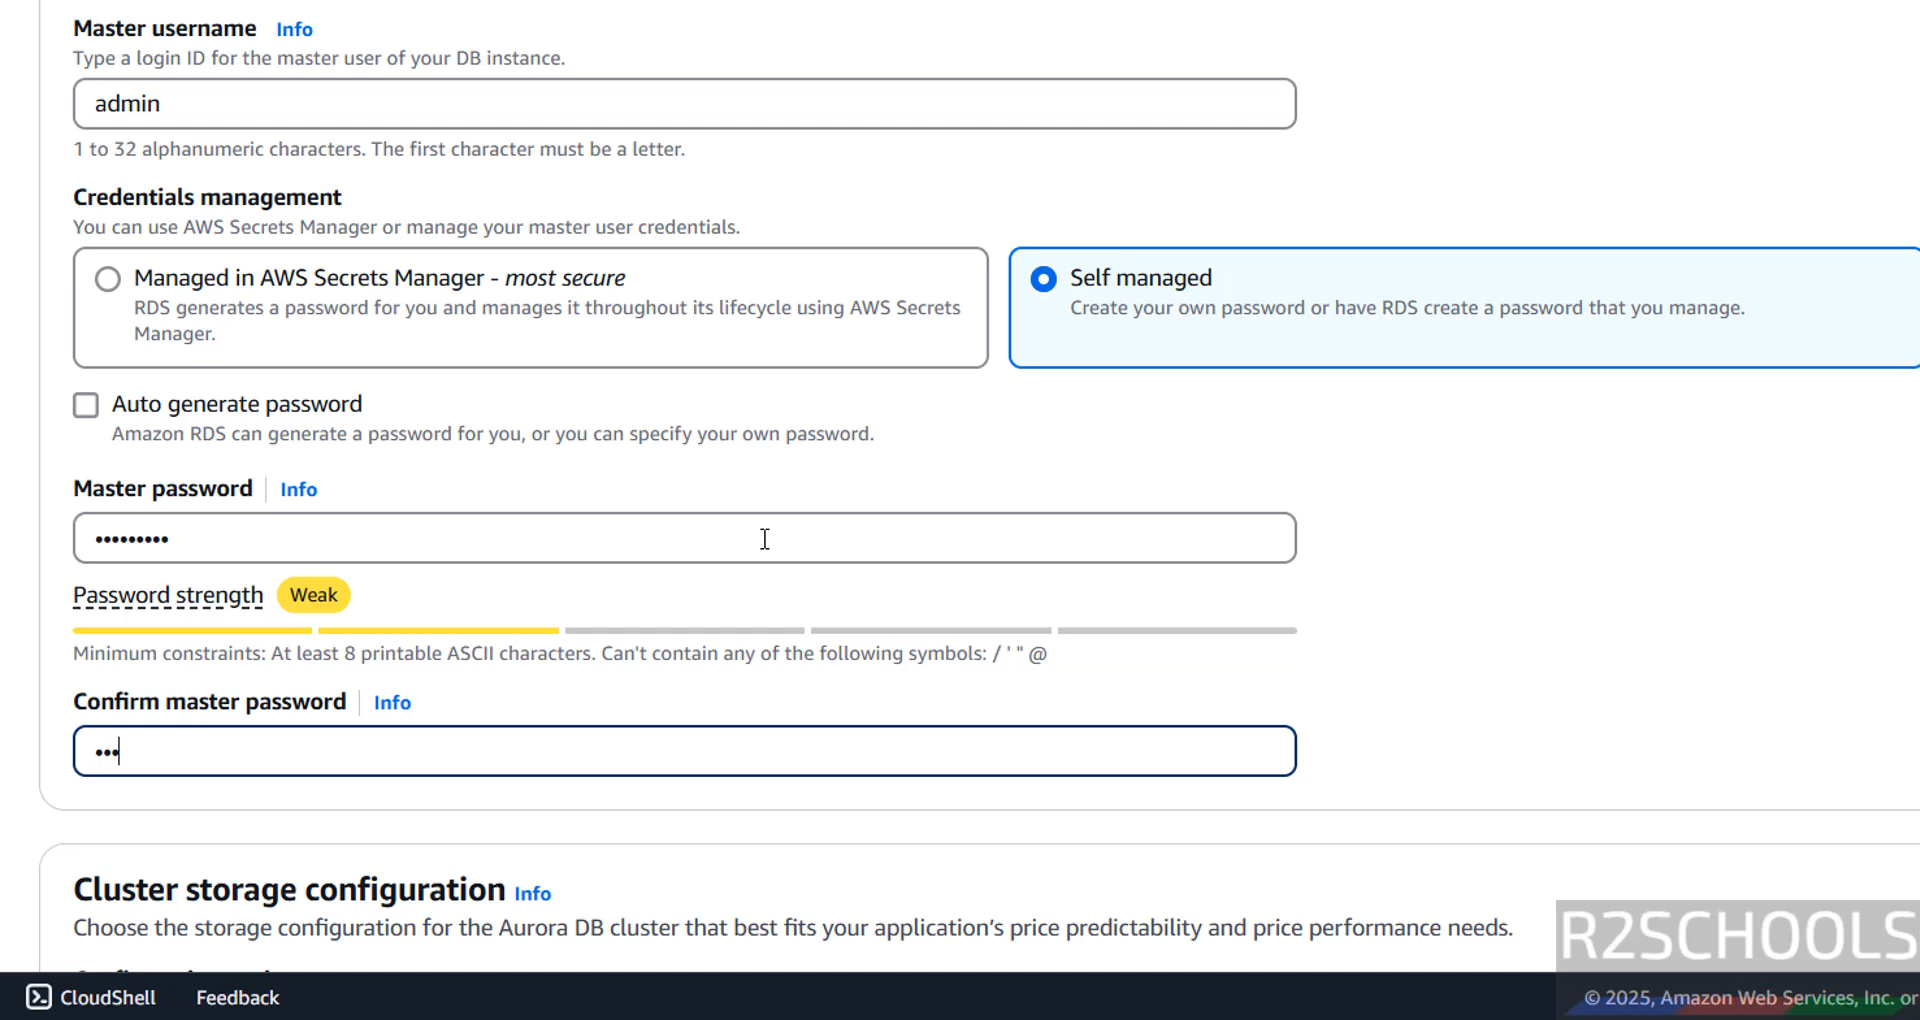 Master username Info
Type a login ID for the master user of your DB instance.
admin
1 to 32 alphanumeric characters. The first character must be a letter.
Credentials management
You can use AWS Secrets Manager or manage your master user credentials.
Managed in AWS Secrets Manager - most secure
RDS generates a password for you and manages it throughout its lifecycle using AWS Secrets
Manager.
Self managed
Create your own password or have RDS create a password that you manage.
Auto generate password
Amazon RDS can generate a password for you, or you can specify your own password.
Master password Info
•••••••••
Password strength Weak
Minimum constraints: At least 8 printable ASCII characters. Can't contain any of the following symbols: / ' " @
Confirm master password Info
•••
Cluster storage configuration Info
Choose the storage configuration for the Aurora DB cluster that best fits your application’s price predictability and price performance needs.
R2SCHOOLS
CloudShell Feedback
© 2025, Amazon Web Services, Inc. or